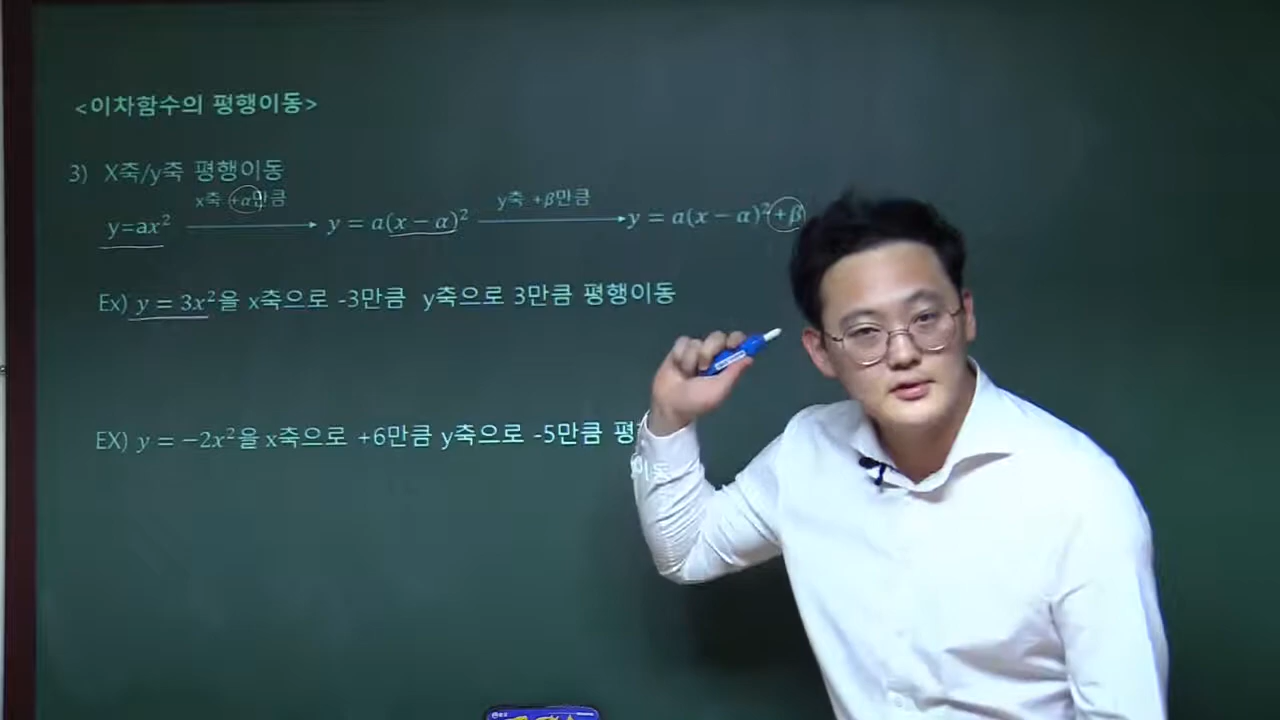 <이차함수의 평행이동>
3) X축/y축 평행이동
x축 +α만큼 y축 +β만큼
y=ax² y = a(x − α)² y = a(x − α)²+β
Ex) y = 3x²을 x축으로 -3만큼 y축으로 3만큼 평행이동
EX) y = −2x²을 x축으로 +6만큼 y축으로 -5만큼 평
이동